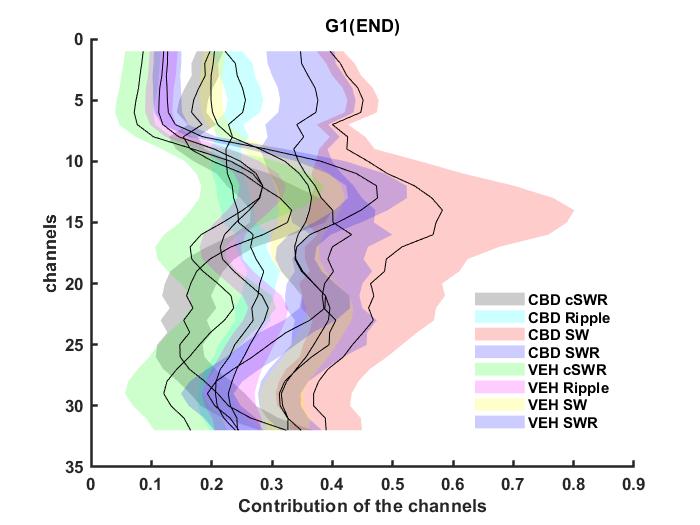 G1(END)
channels
0
5
10
15
20
25
30
35
CBD cSWR
CBD Ripple
CBD SW
CBD SWR
VEH cSWR
VEH Ripple
VEH SW
VEH SWR
0 0.1 0.2 0.3 0.4 0.5 0.6 0.7 0.8 0.9
Contribution of the channels